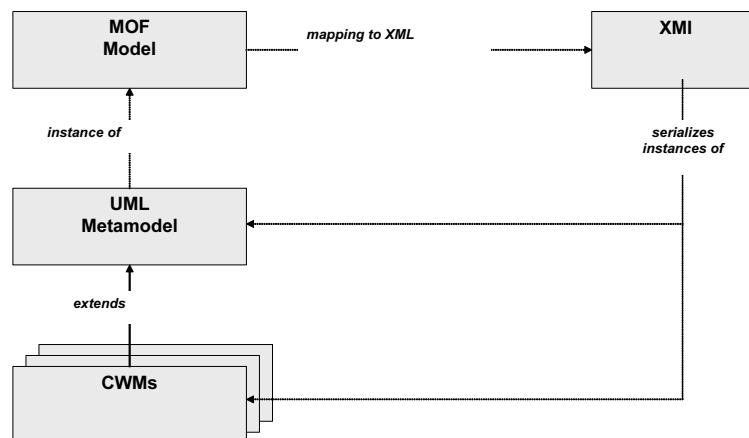 MOF
Model
mapping to XML
XMI
instance of
serializes
instances of
UML
Metamodel
extends
CWMs